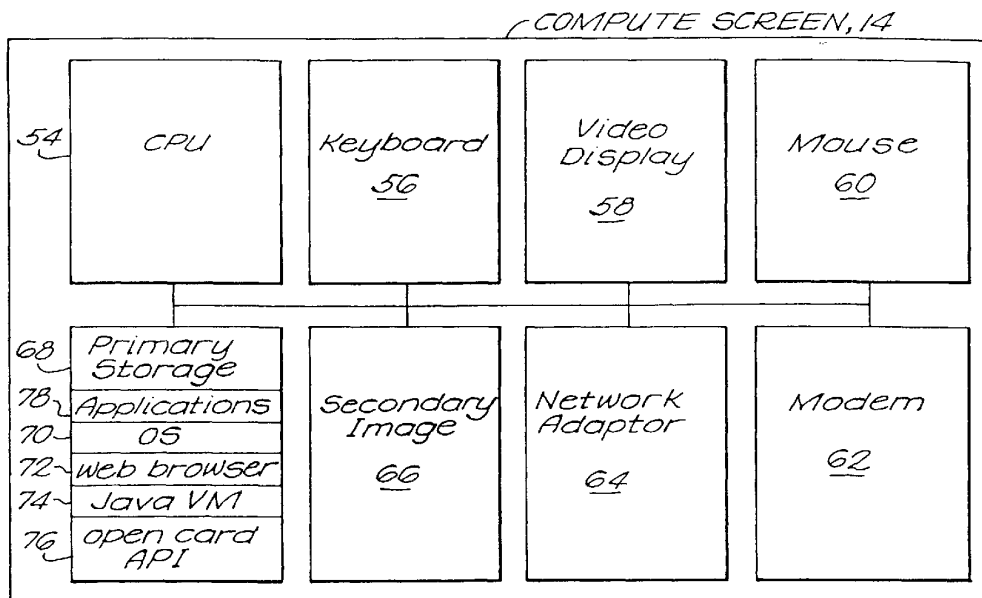 COMPUTE SCREEN, 14
54
CPU
Keyboard
56
Video
Display
58
Mouse
60
68
Primary
Storage
78
Applications
70
OS
72
web browser
74
Java VM
76
open card
API
Secondary
Image
66
Network
Adaptor
64
Modem
62